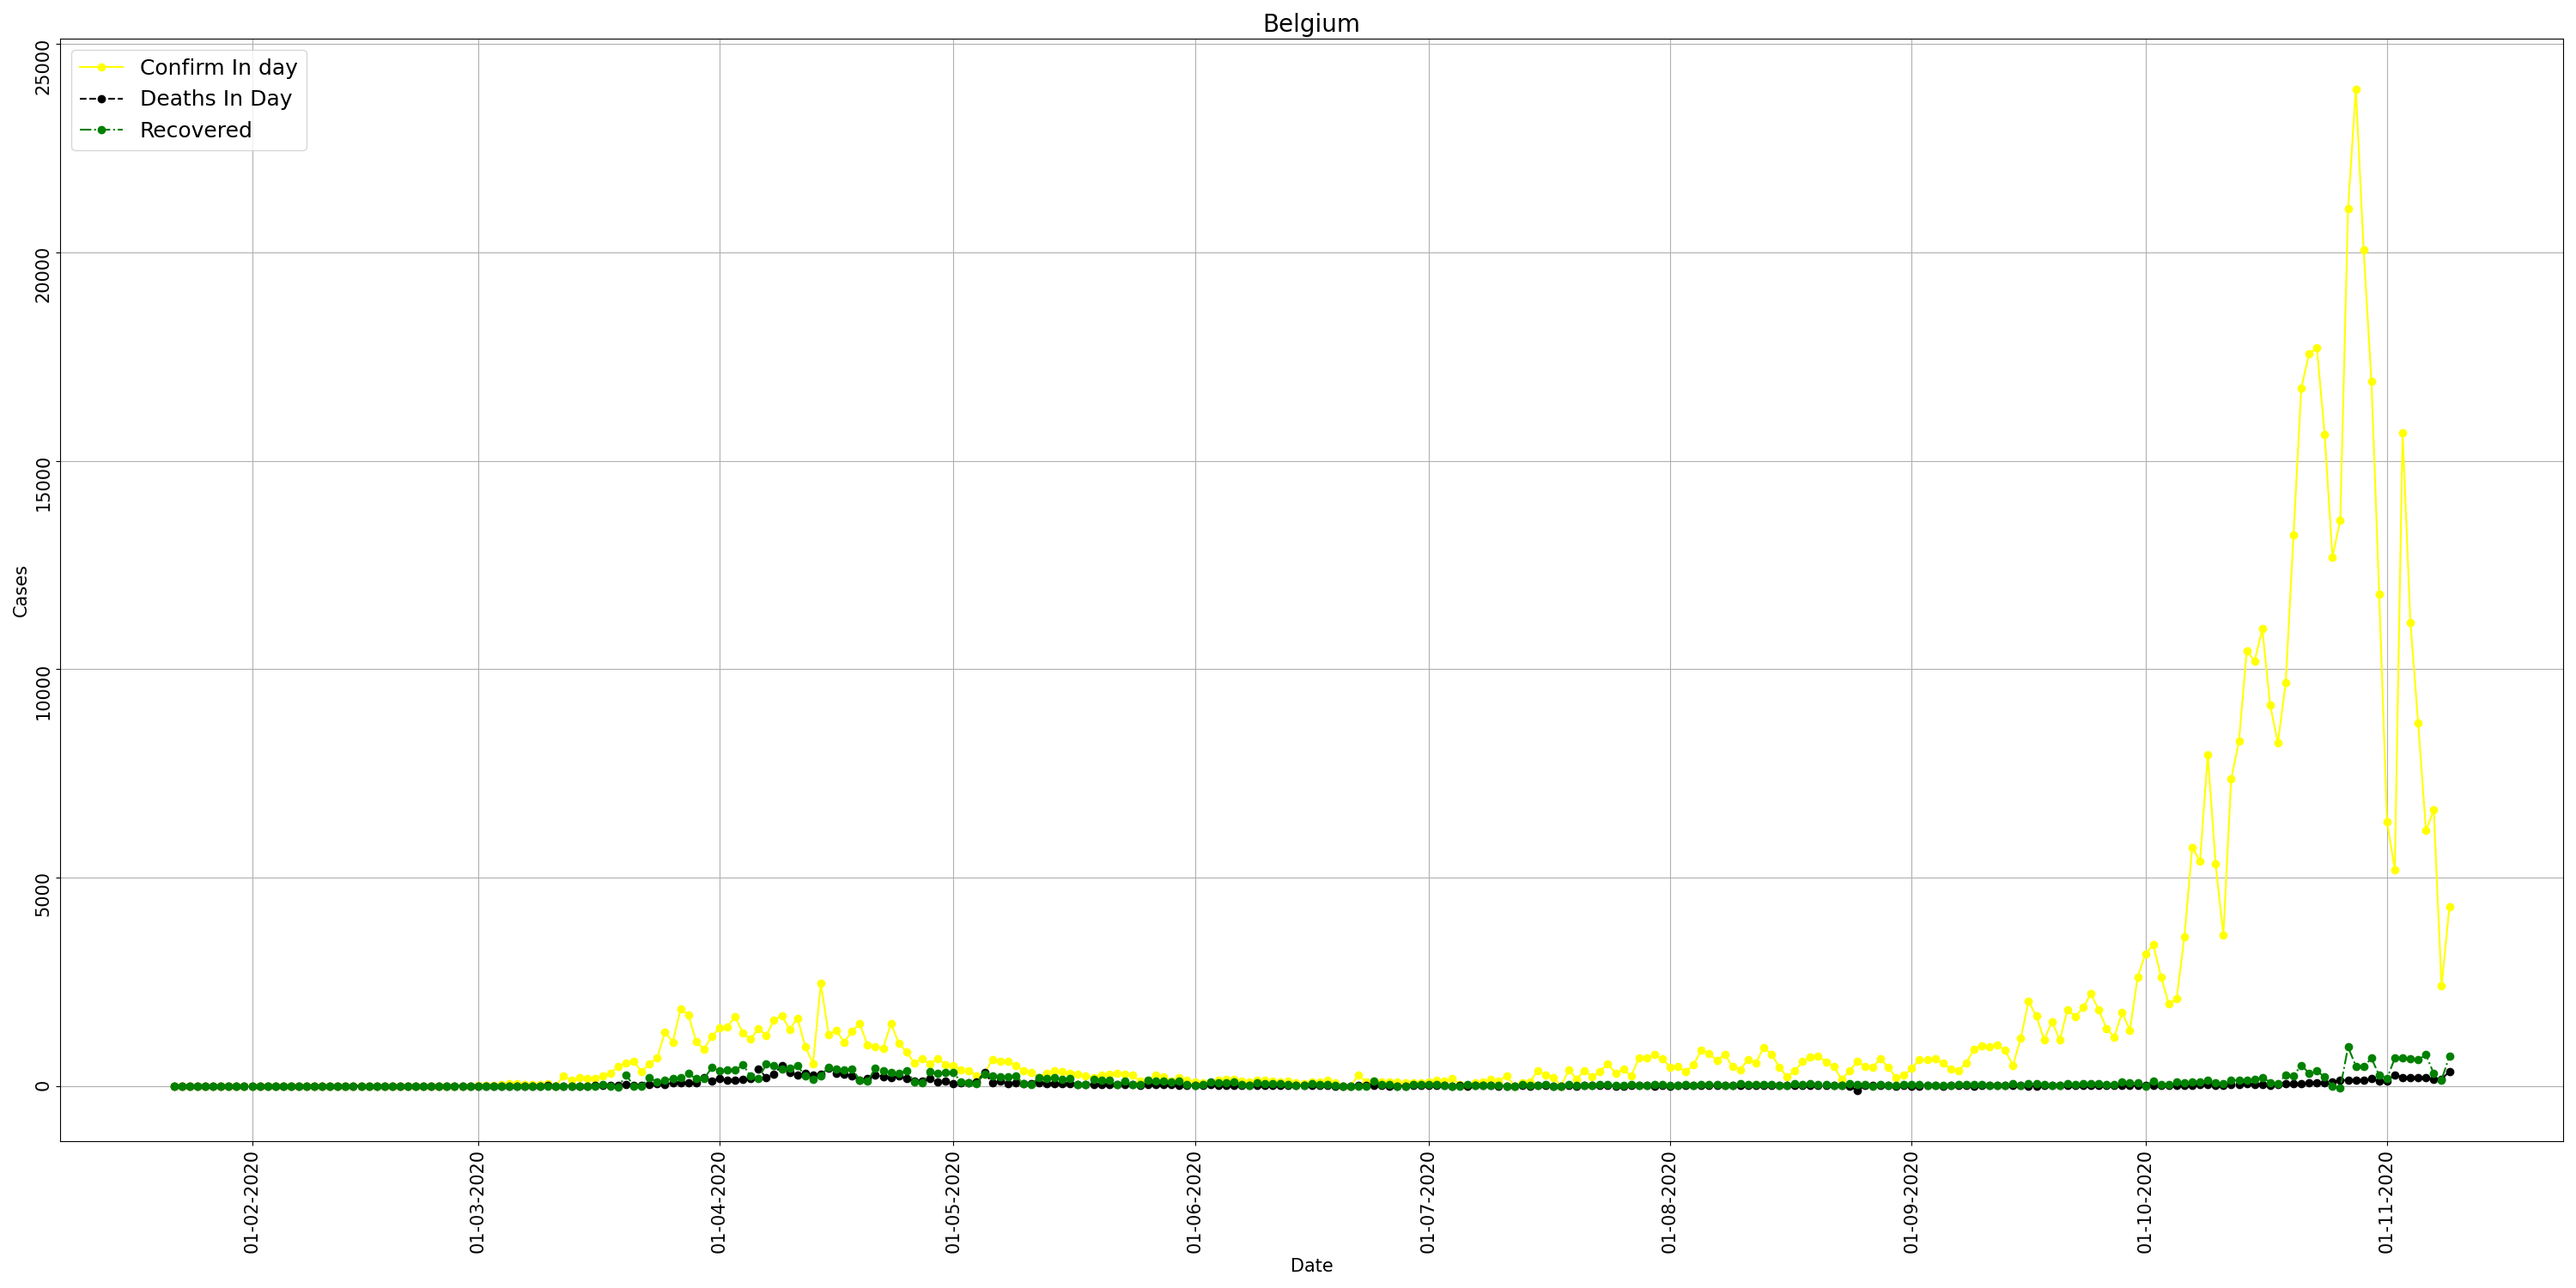 Belgium
Confirm In day
Deaths In Day
Recovered
Cases
25000
20000
15000
10000
5000
0
01-02-2020
01-03-2020
01-04-2020
01-05-2020
01-06-2020
01-07-2020
01-08-2020
01-09-2020
01-10-2020
01-11-2020
Date